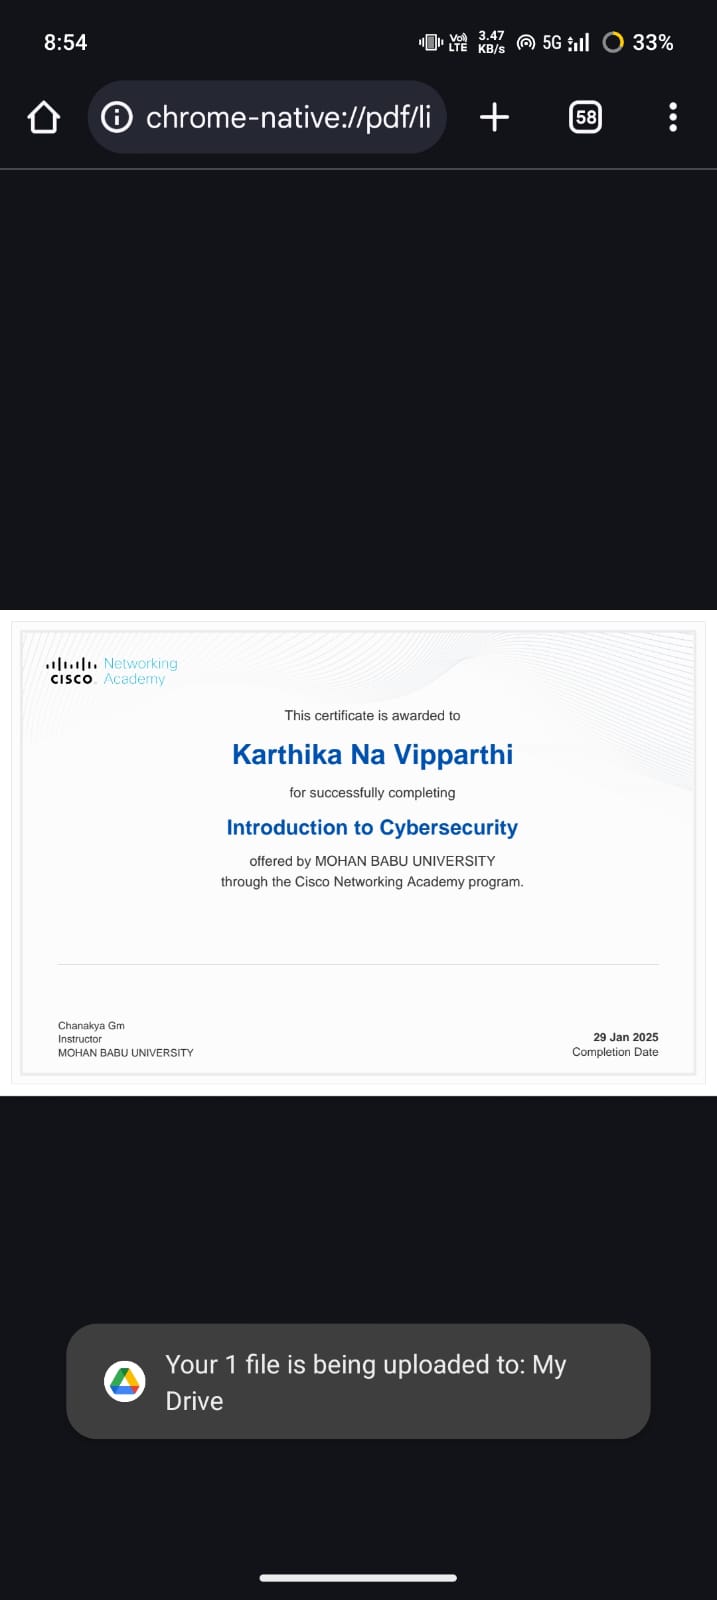 8:54
Vo) LTE 3.47 KB/s 5G 33%
chrome-native://pdf/li
58
Networking
CISCO Academy
This certificate is awarded to
Karthika Na Vipparthi
for successfully completing
Introduction to Cybersecurity
offered by MOHAN BABU UNIVERSITY
through the Cisco Networking Academy program.
Chanakya Gm
Instructor
MOHAN BABU UNIVERSITY
29 Jan 2025
Completion Date
Your 1 file is being uploaded to: My
Drive